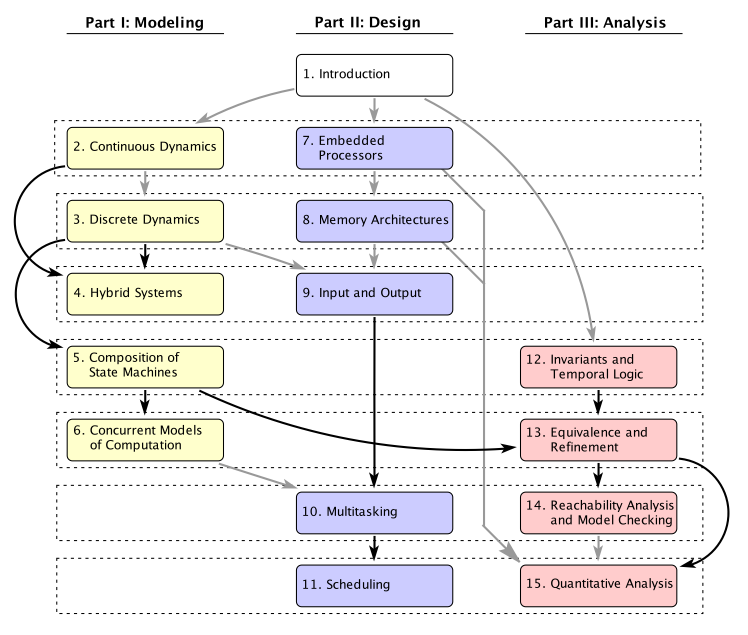 Part I: Modeling
Part II: Design
Part III: Analysis
1. Introduction
2. Continuous Dynamics
7. Embedded
Processors
3. Discrete Dynamics
8. Memory Architectures
4. Hybrid Systems
9. Input and Output
5. Composition of
State Machines
12. Invariants and
Temporal Logic
6. Concurrent Models
of Computation
13. Equivalence and
Refinement
10. Multitasking
14. Reachability Analysis
and Model Checking
11. Scheduling
15. Quantitative Analysis